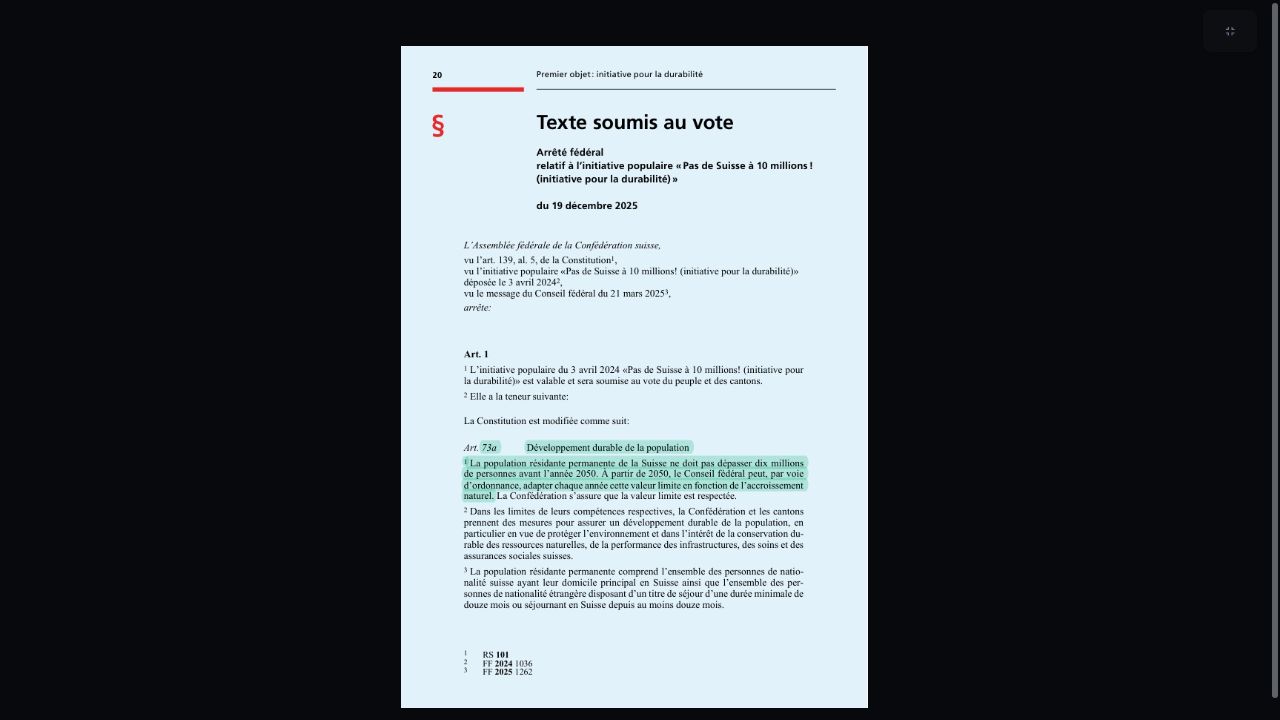 20
Premier objet : initiative pour la durabilité
§
Texte soumis au vote
Arrêté fédéral
relatif à l’initiative populaire « Pas de Suisse à 10 millions !
(initiative pour la durabilité) »
du 19 décembre 2025
L’Assemblée fédérale de la Confédération suisse,
vu l’art. 139, al. 5, de la Constitution¹,
vu l’initiative populaire «Pas de Suisse à 10 millions! (initiative pour la durabilité)»
déposée le 3 avril 2024²,
vu le message du Conseil fédéral du 21 mars 2025³,
arrête:
Art. 1
¹ L’initiative populaire du 3 avril 2024 «Pas de Suisse à 10 millions! (initiative pour
la durabilité)» est valable et sera soumise au vote du peuple et des cantons.
² Elle a la teneur suivante:
La Constitution est modifiée comme suit:
Art. 73a Développement durable de la population
¹ La population résidante permanente de la Suisse ne doit pas dépasser dix millions
de personnes avant l’année 2050. À partir de 2050, le Conseil fédéral peut, par voie
d’ordonnance, adapter chaque année cette valeur limite en fonction de l’accroissement
naturel. La Confédération s’assure que la valeur limite est respectée.
² Dans les limites de leurs compétences respectives, la Confédération et les cantons
prennent des mesures pour assurer un développement durable de la population, en
particulier en vue de protéger l’environnement et dans l’intérêt de la conservation du-
rable des ressources naturelles, de la performance des infrastructures, des soins et des
assurances sociales suisses.
³ La population résidante permanente comprend l’ensemble des personnes de natio-
nalité suisse ayant leur domicile principal en Suisse ainsi que l’ensemble des per-
sonnes de nationalité étrangère disposant d’un titre de séjour d’une durée minimale de
douze mois ou séjournant en Suisse depuis au moins douze mois.
1 RS 101
2 FF 2024 1036
3 FF 2025 1262